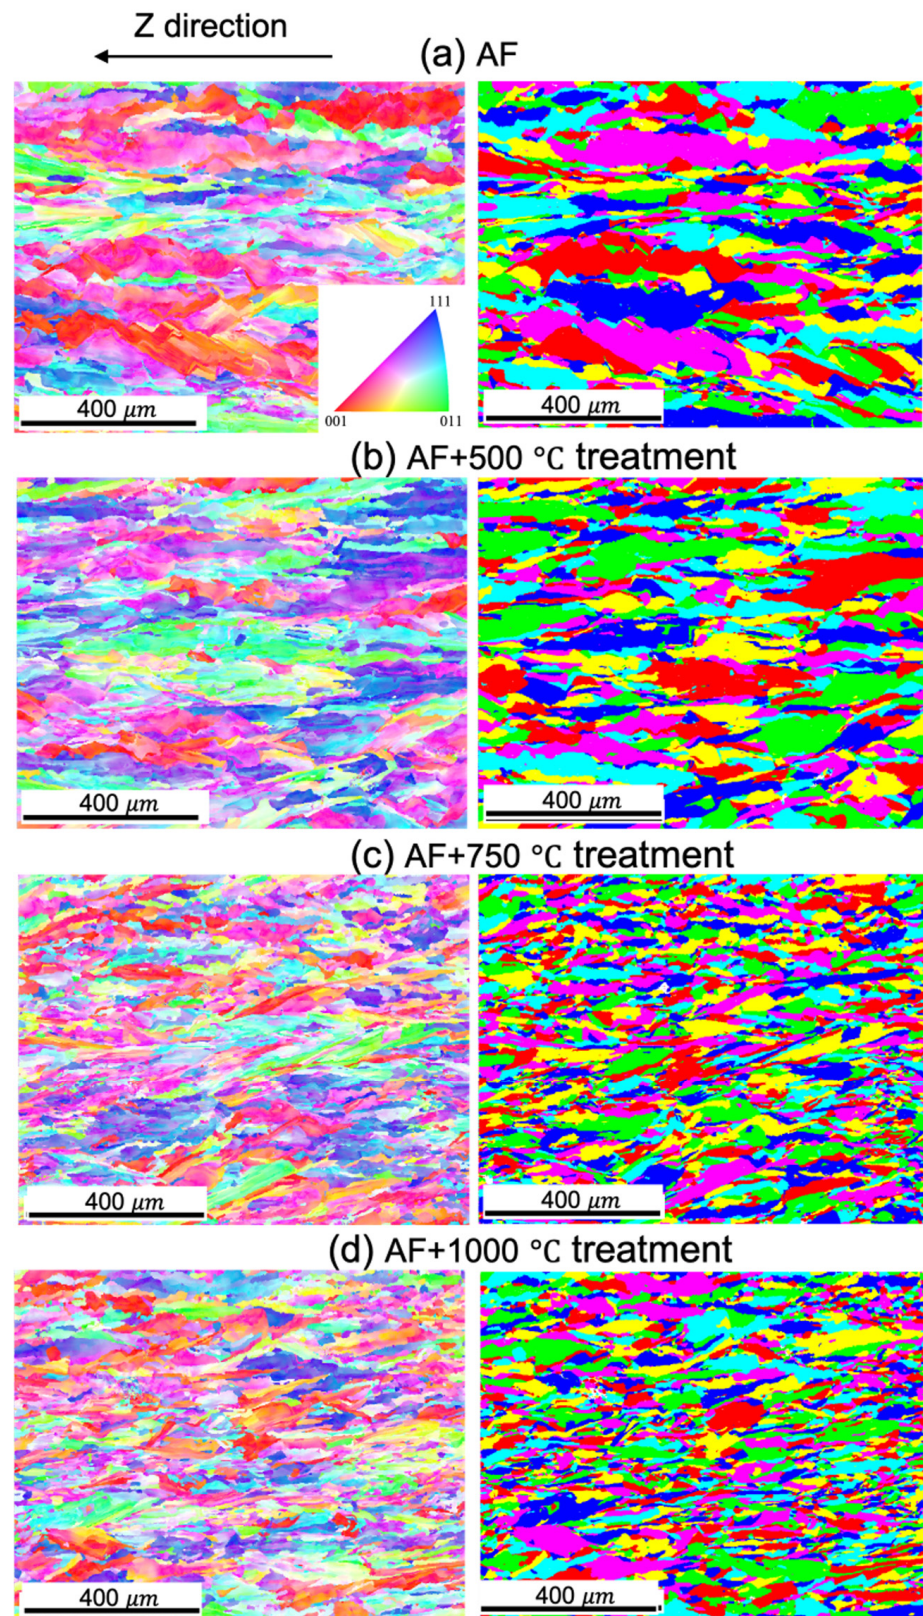 Z direction
(a) AF
111
001
011
400 μm
400 μm
(b) AF+500 ℃ treatment
400 μm
400 μm
(c) AF+750 ℃ treatment
400 μm
400 μm
(d) AF+1000 ℃ treatment
400 μm
400 μm